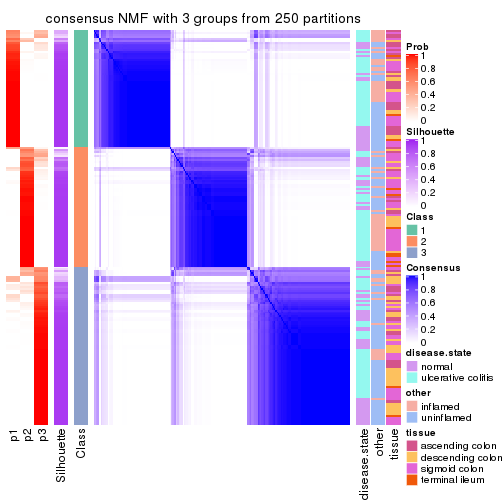 consensus NMF with 3 groups from 250 partitions
Prob
1
0.8
0.6
0.4
0.2
0
Silhouette
1
0.8
0.6
0.4
0.2
0
Class
1
2
3
Consensus
1
0.8
0.6
0.4
0.2
0
disease.state
normal
ulcerative colitis
other
inflamed
uninflamed
tissue
ascending colon
descending colon
sigmoid colon
terminal ileum
p1
p2
p3
Silhouette
Class
disease.state
other
tissue